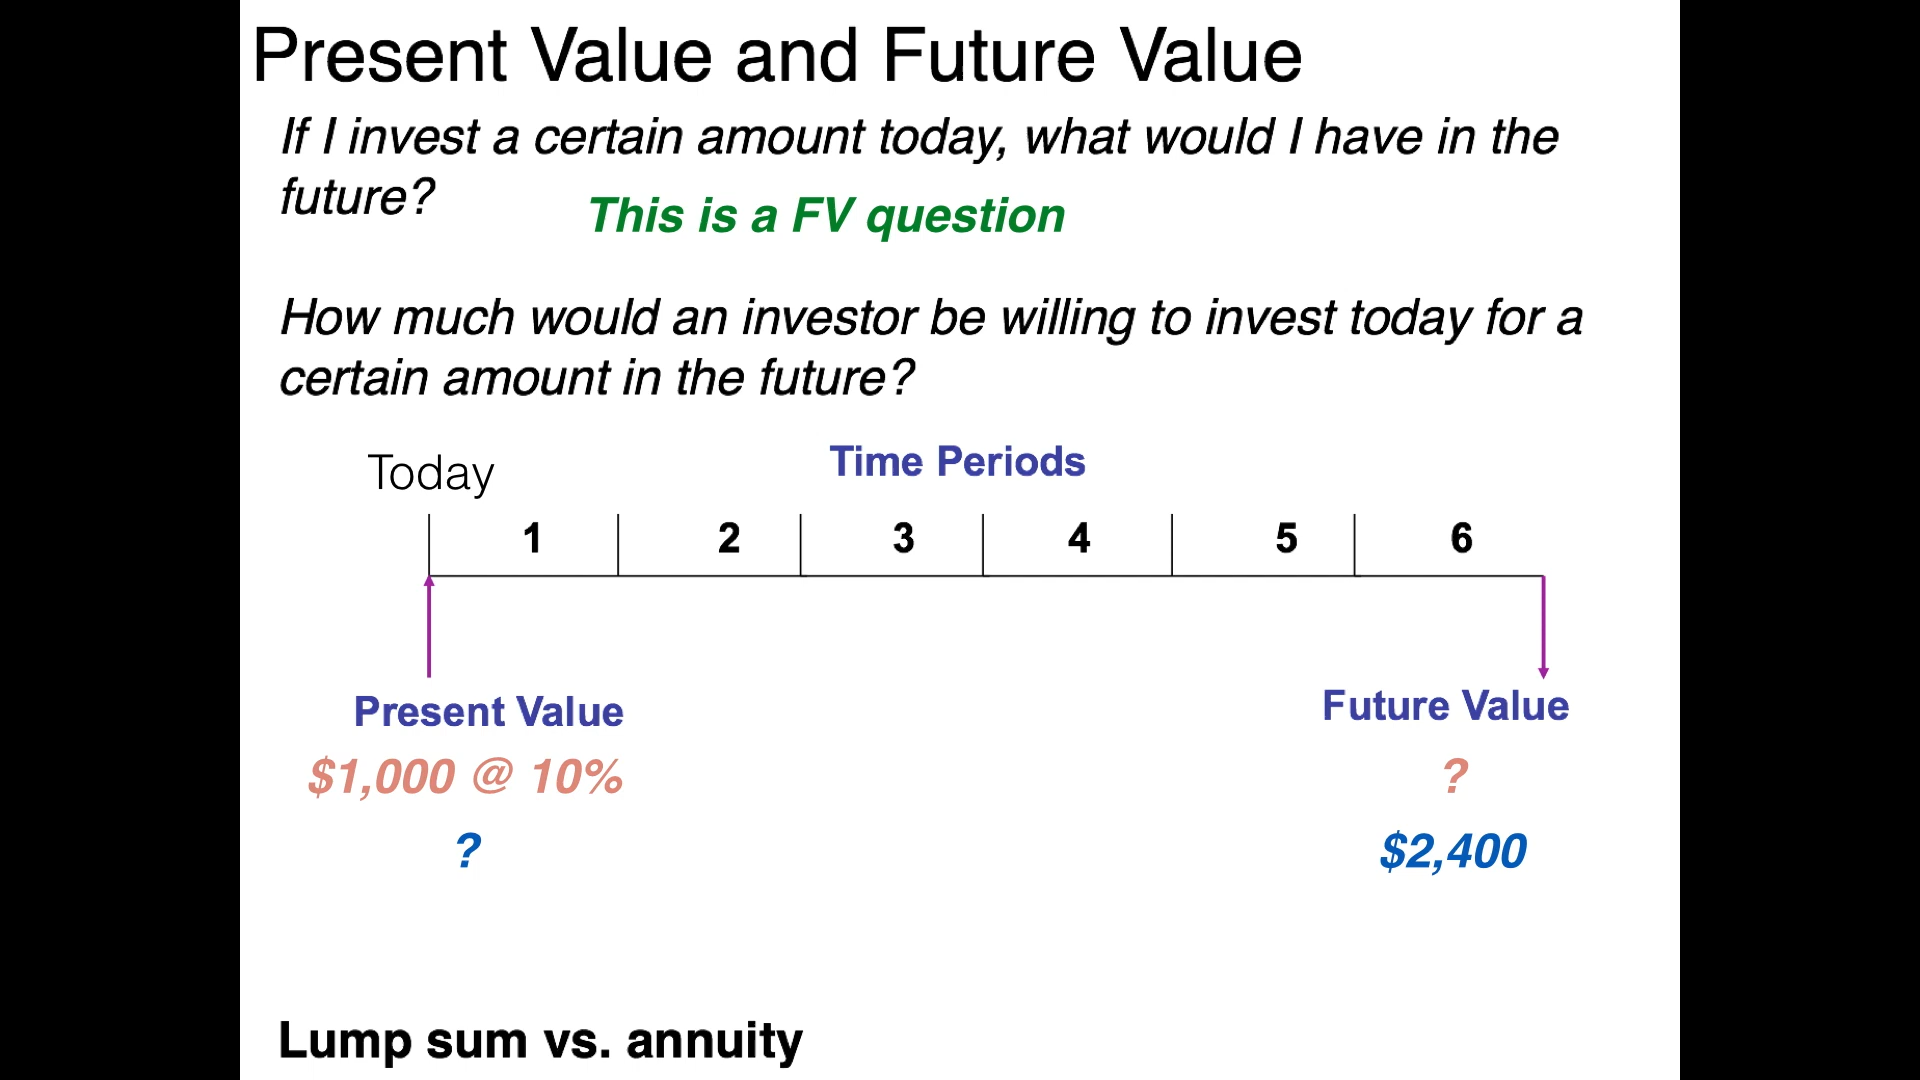 Present Value and Future Value
If I invest a certain amount today, what would I have in the
future?
This is a FV question
How much would an investor be willing to invest today for a
certain amount in the future?
Today
Time Periods
1 2 3 4 5 6
Present Value
Future Value
$1,000 @ 10%
?
?
$2,400
Lump sum vs. annuity